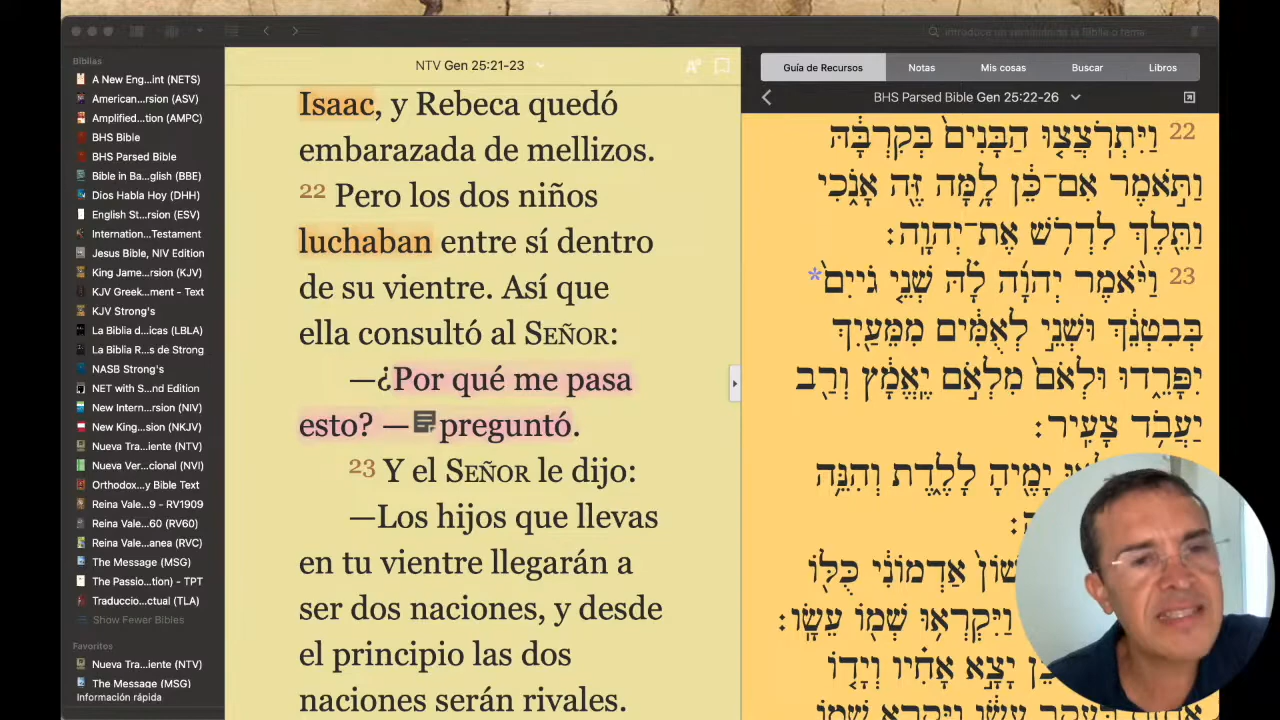 introduce un versículo de la Biblia o tema
Biblias
A New Eng...int (NETS)
American...rsion (ASV)
Amplified...tion (AMPC)
BHS Bible
BHS Parsed Bible
Bible in Ba...glish (BBE)
Dios Habla Hoy (DHH)
English St...rsion (ESV)
Internation...Testament
Jesus Bible, NIV Edition
King Jame...rsion (KJV)
KJV Greek...ment - Text
KJV Strong's
La Biblia d...icas (LBLA)
La Biblia R...s de Strong
NASB Strong's
NET with S...nd Edition
New Intern...rsion (NIV)
New King...on (NKJV)
Nueva Tra...iente (NTV)
Nueva Ver...cional (NVI)
Orthodox...y Bible Text
Reina Vale...9 - RV1909
Reina Vale...60 (RV60)
Reina Vale...anea (RVC)
The Message (MSG)
The Passio...tion) - TPT
Traduccio...ctual (TLA)
Show Fewer Bibles
Favoritos
Nueva Tra...iente (NTV)
The Message (MSG)
Información rápida
NTV Gen 25:21-23
Isaac, y Rebeca quedó
embarazada de mellizos.
22 Pero los dos niños
luchaban entre sí dentro
de su vientre. Así que
ella consultó al SEÑOR:
—¿Por qué me pasa
esto? — preguntó.
23 Y el SEÑOR le dijo:
—Los hijos que llevas
en tu vientre llegarán a
ser dos naciones, y desde
el principio las dos
naciones serán rivales.
Guía de Recursos
Notas
Mis cosas
Buscar
Libros
BHS Parsed Bible Gen 25:22-26
22 וַיִּתְרֹֽצֲצ֤וּ הַבָּנִים֙ בְּקִרְבָּ֔הּ
וַתֹּ֣אמֶר אִם־כֵּ֔ן לָ֥מָּה זֶּ֖ה אָנֹ֑כִי
וַתֵּ֖לֶךְ לִדְרֹ֥שׁ אֶת־יְהוָֽה׃
23 וַיֹּ֨אמֶר יְהוָ֜ה לָ֗הּ שְׁנֵ֤י גֹיִים֙*
בְּבִטְנֵ֔ךְ וּשְׁנֵ֣י לְאֻמִּ֔ים מִמֵּעַ֖יִךְ
יִפָּרֵ֑דוּ וּלְאֹם֙ מִלְאֹ֣ם יֶֽאֱמָ֔ץ וְרַ֖ב
יַעֲבֹ֥ד צָעִֽיר׃
יָמֶ֖יהָ לָלֶ֑דֶת וְהִנֵּ֥ה
אַדְמוֹנִ֔י כֻּלּ֖וֹ
וַיִּקְרְא֥וּ שְׁמ֖וֹ עֵשָֽׂו׃
יָצָ֣א אָחִ֗יו וְיָד֤וֹ
עֵשָׂ֔ו וַיִּקְרָ֥א שְׁמ֖וֹ